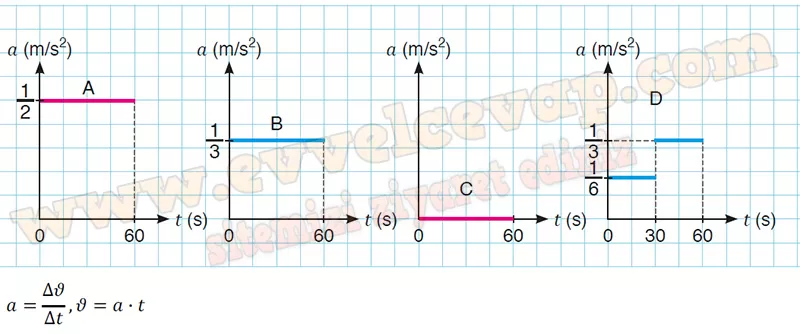 a (m/s²) a (m/s²) a (m/s²) a (m/s²)
1/2 A
1/3 B
C
D
1/3
1/6
0 60 t (s) 0 60 t (s) 0 60 t (s) 0 30 60 t (s)
www.evvelcevap.com
sitemini ziyaret ediniz
a = Δϑ/Δt, ϑ = a · t